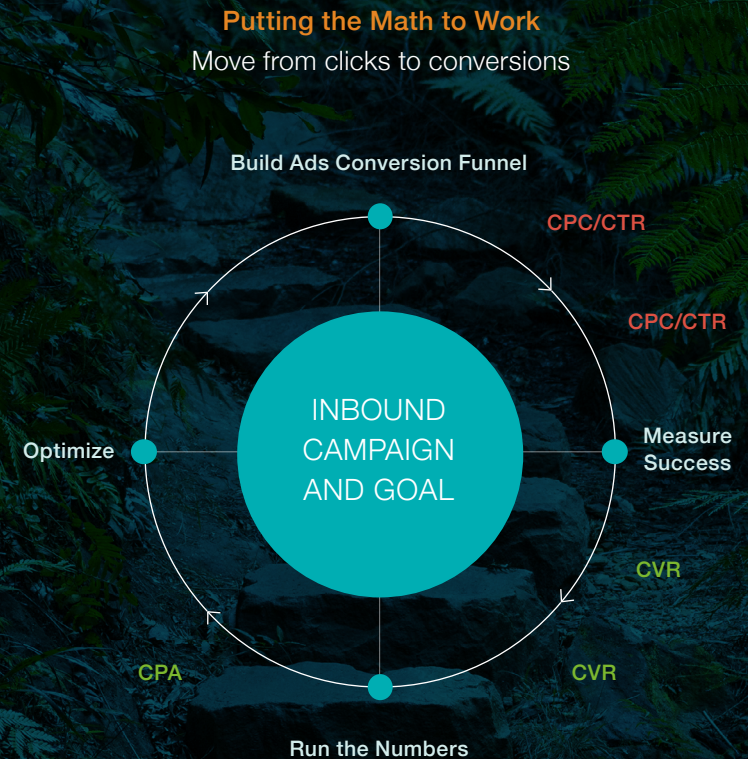 Putting the Math to Work
Move from clicks to conversions
Build Ads Conversion Funnel
CPC/CTR
CPC/CTR
INBOUND
CAMPAIGN
AND GOAL
Optimize
Measure
Success
CVR
CPA
CVR
Run the Numbers